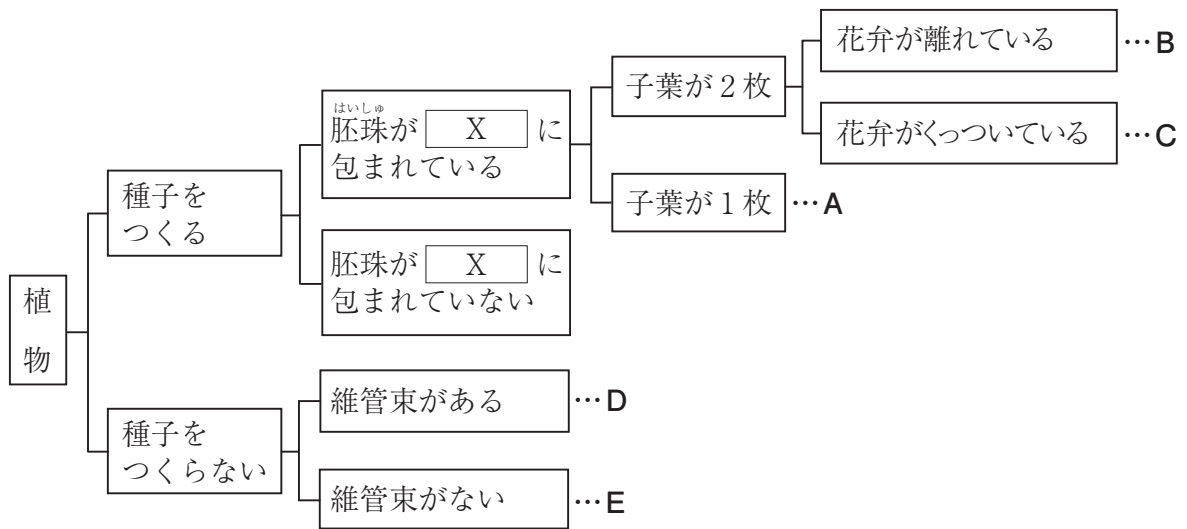 植
物
種子を
つくる
種子を
つくらない
はいしゅ
胚珠が X に
包まれている
胚珠が X に
包まれていない
維管束がある …D
維管束がない …E
子葉が2枚
子葉が1枚 …A
花弁が離れている …B
花弁がくっついている …C